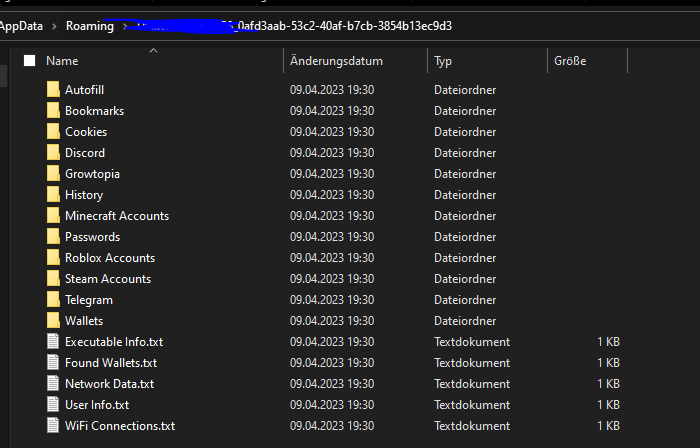 AppData > Roaming > _0afd3aab-53c2-40af-b7cb-3854b13ec9d3
Name Änderungsdatum Typ Größe
Autofill 09.04.2023 19:30 Dateiordner
Bookmarks 09.04.2023 19:30 Dateiordner
Cookies 09.04.2023 19:30 Dateiordner
Discord 09.04.2023 19:30 Dateiordner
Growtopia 09.04.2023 19:30 Dateiordner
History 09.04.2023 19:30 Dateiordner
Minecraft Accounts 09.04.2023 19:30 Dateiordner
Passwords 09.04.2023 19:30 Dateiordner
Roblox Accounts 09.04.2023 19:30 Dateiordner
Steam Accounts 09.04.2023 19:30 Dateiordner
Telegram 09.04.2023 19:30 Dateiordner
Wallets 09.04.2023 19:30 Dateiordner
Executable Info.txt 09.04.2023 19:30 Textdokument 1 KB
Found Wallets.txt 09.04.2023 19:30 Textdokument 1 KB
Network Data.txt 09.04.2023 19:30 Textdokument 1 KB
User Info.txt 09.04.2023 19:30 Textdokument 1 KB
WiFi Connections.txt 09.04.2023 19:30 Textdokument 1 KB